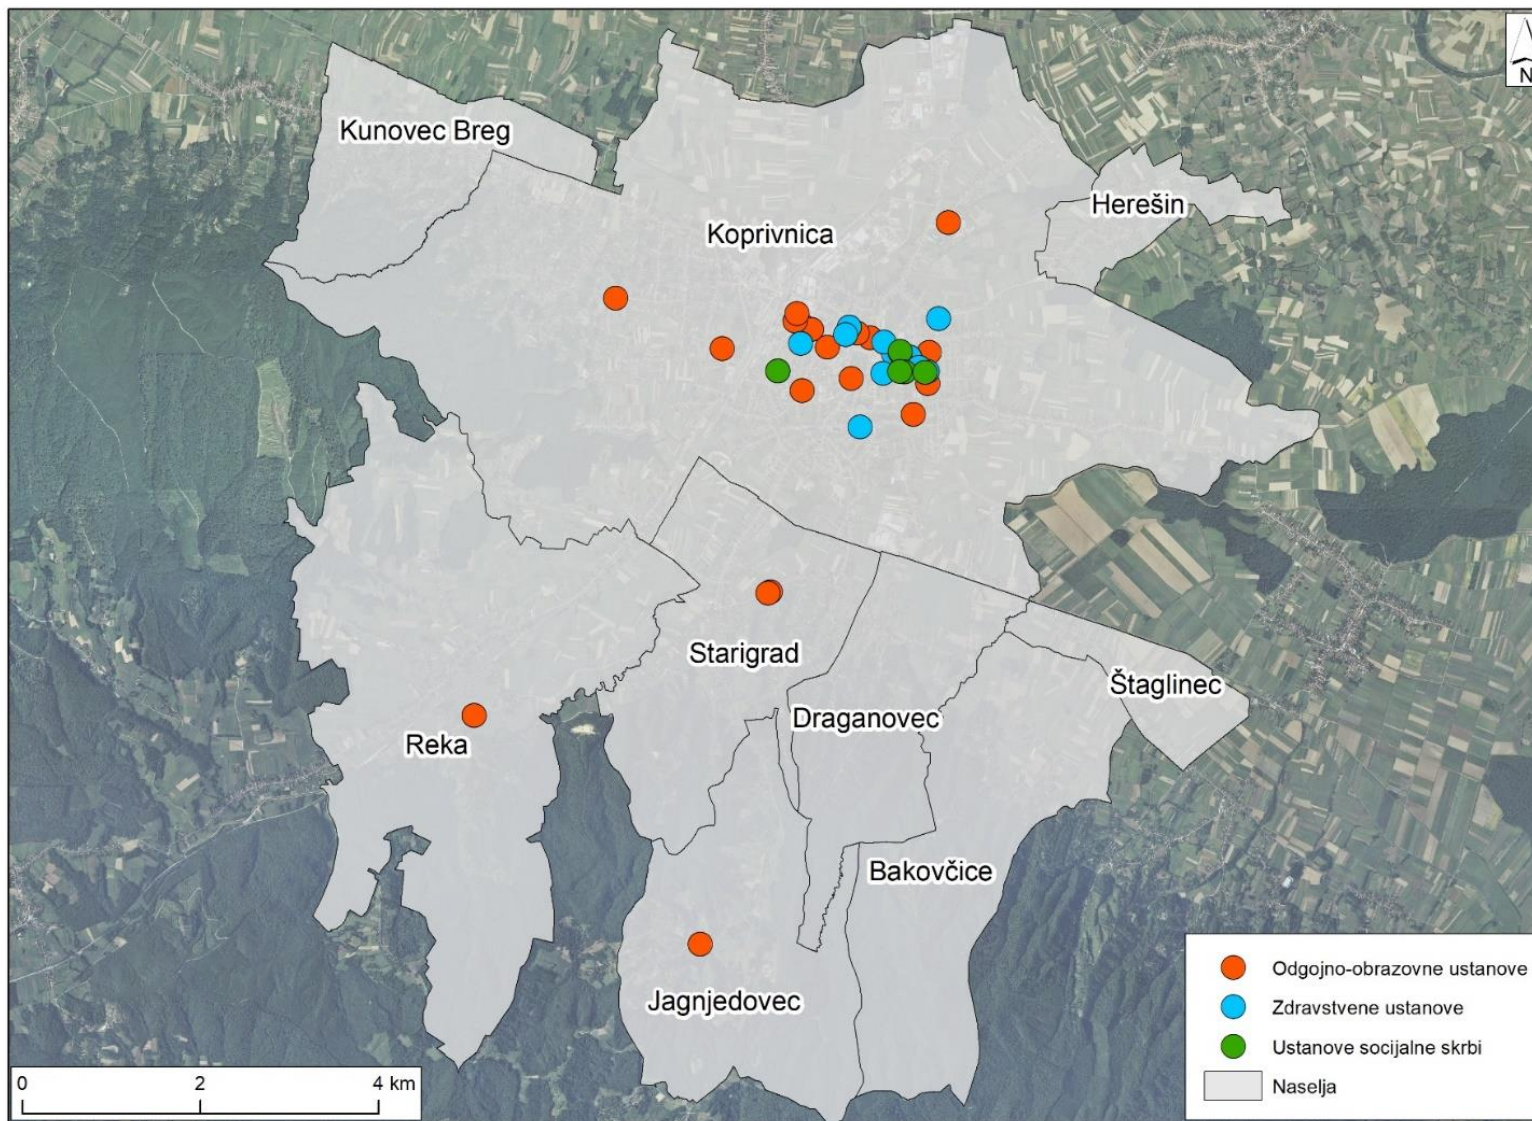 N
Kunovec Breg
Herešin
Koprivnica
Starigrad
Štaglinec
Draganovec
Reka
Bakovčice
Jagnjedovec
Odgojno-obrazovne ustanove
Zdravstvene ustanove
Ustanove socijalne skrbi
Naselja
0 2 4 km